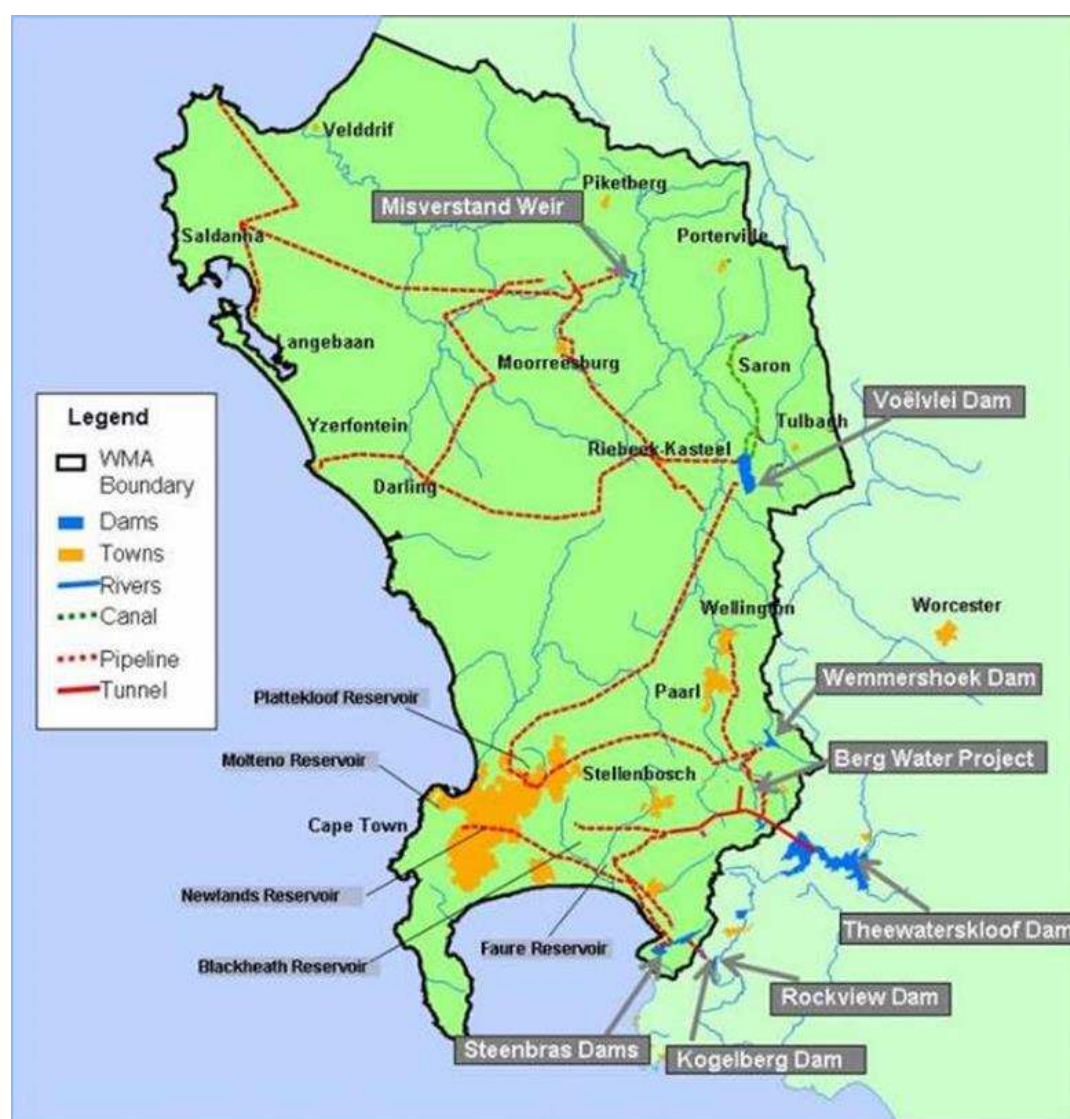 Velddrif
Piketberg
Misverstand Weir
Porterville
Saldanha
Langebaan
Moorreesburg
Saron
Voëlvlei Dam
Yzerfontein
Tulbach
Riebeek-Kasteel
Darling
Legend
WMA
Boundary
Dams
Towns
Rivers
Canal
Pipeline
Tunnel
Wellington
Worcester
Paarl
Wemmershoek Dam
Plattekloof Reservoir
Molteno Reservoir
Stellenbosch
Berg Water Project
Cape Town
Newlands Reservoir
Faure Reservoir
Theewaterskloof Dam
Blackheath Reservoir
Rockview Dam
Steenbras Dams
Kogelberg Dam